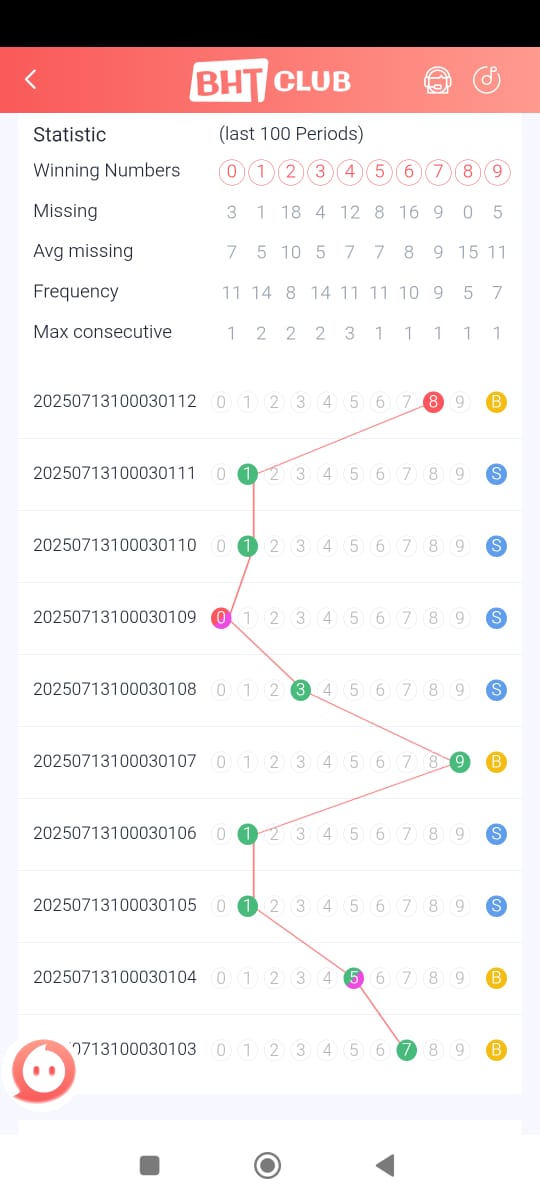 BHT CLUB
Statistic (last 100 Periods)
Winning Numbers 0 1 2 3 4 5 6 7 8 9
Missing 3 1 18 4 12 8 16 9 0 5
Avg missing 7 5 10 5 7 7 8 9 15 11
Frequency 11 14 8 14 11 11 10 9 5 7
Max consecutive 1 2 2 2 3 1 1 1 1 1
20250713100030112 0 1 2 3 4 5 6 7 8 9 B
20250713100030111 0 1 2 3 4 5 6 7 8 9 S
20250713100030110 0 1 2 3 4 5 6 7 8 9 S
20250713100030109 0 1 2 3 4 5 6 7 8 9 S
20250713100030108 0 1 2 3 4 5 6 7 8 9 S
20250713100030107 0 1 2 3 4 5 6 7 8 9 B
20250713100030106 0 1 2 3 4 5 6 7 8 9 S
20250713100030105 0 1 2 3 4 5 6 7 8 9 S
20250713100030104 0 1 2 3 4 5 6 7 8 9 B
0713100030103 0 1 2 3 4 5 6 7 8 9 B